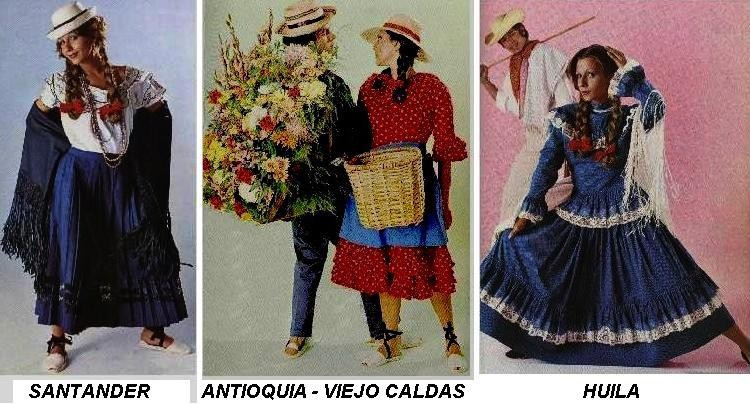 SANTANDER
ANTIOQUIA - VIEJO CALDAS
HUILA